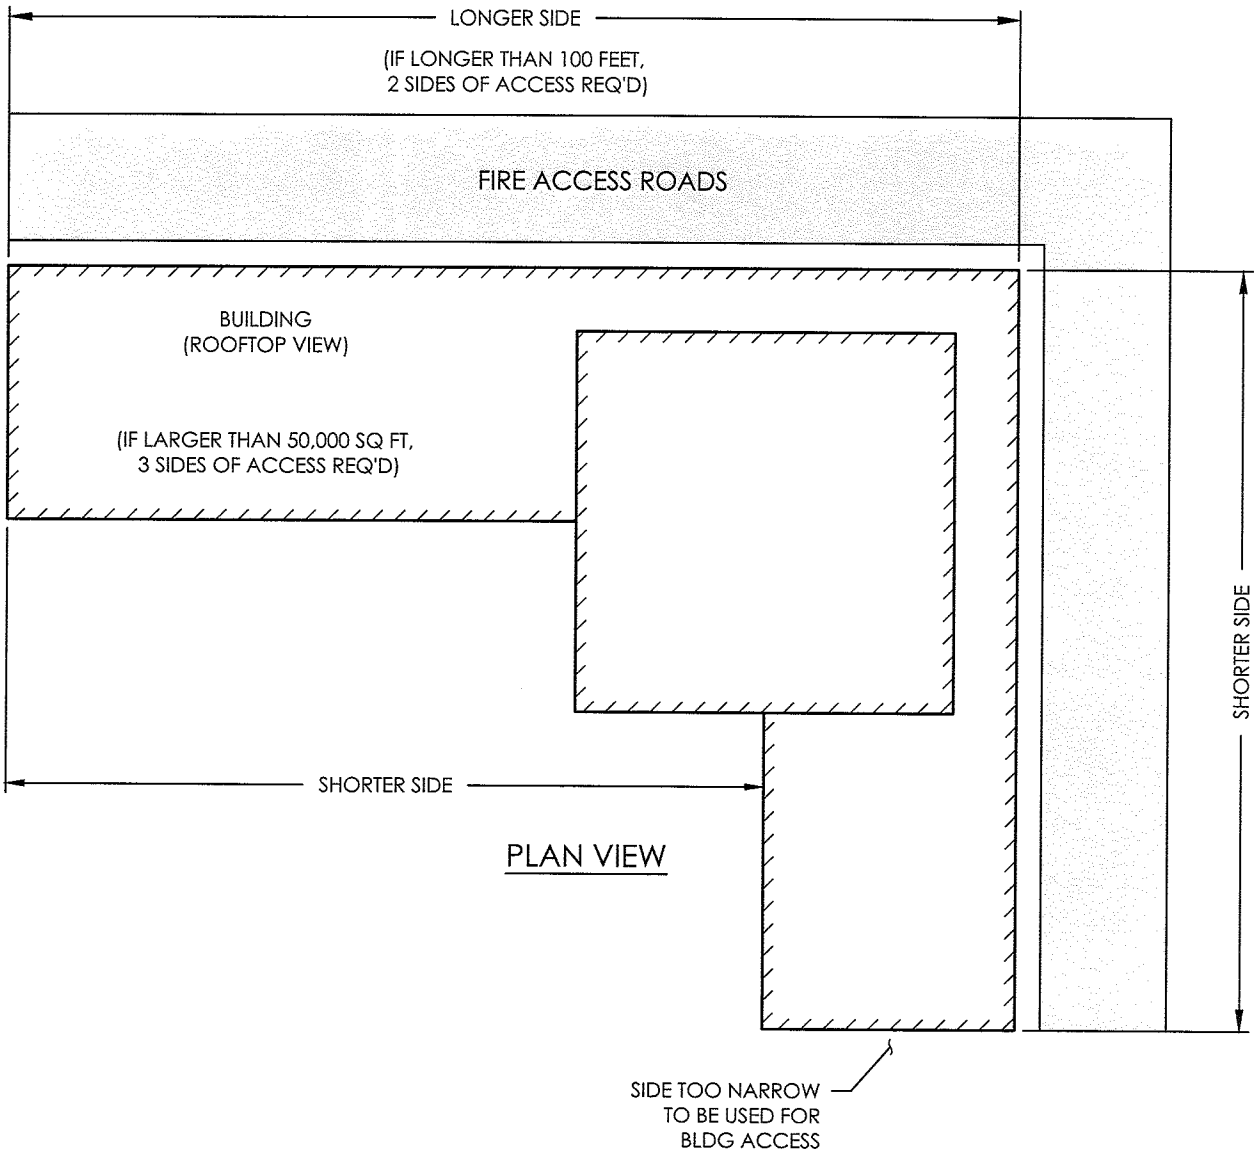 LONGER SIDE
(IF LONGER THAN 100 FEET,
2 SIDES OF ACCESS REQ'D)
FIRE ACCESS ROADS
BUILDING
(ROOFTOP VIEW)
(IF LARGER THAN 50,000 SQ FT,
3 SIDES OF ACCESS REQ'D)
SHORTER SIDE
SHORTER SIDE
PLAN VIEW
SIDE TOO NARROW
TO BE USED FOR
BLDG ACCESS